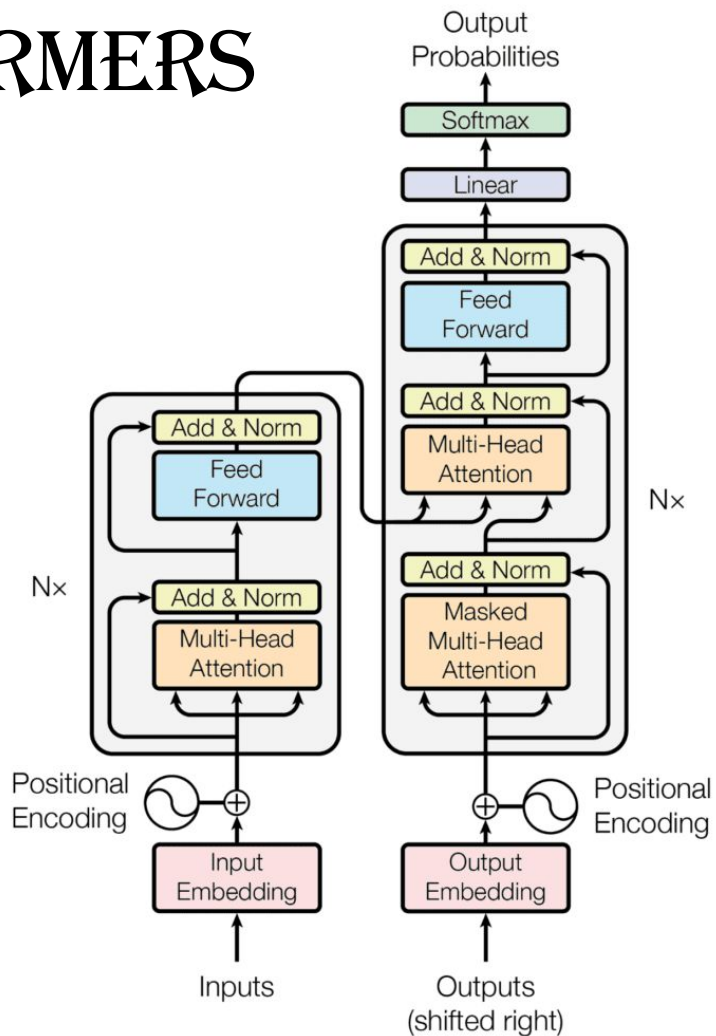 RMERS
Output
Probabilities
Softmax
Linear
Add & Norm
Feed
Forward
Add & Norm
Multi-Head
Attention
Add & Norm
Masked
Multi-Head
Attention
Nx
Add & Norm
Feed
Forward
Add & Norm
Multi-Head
Attention
Nx
Positional
Encoding
Positional
Encoding
Input
Embedding
Output
Embedding
Inputs
Outputs
(shifted right)